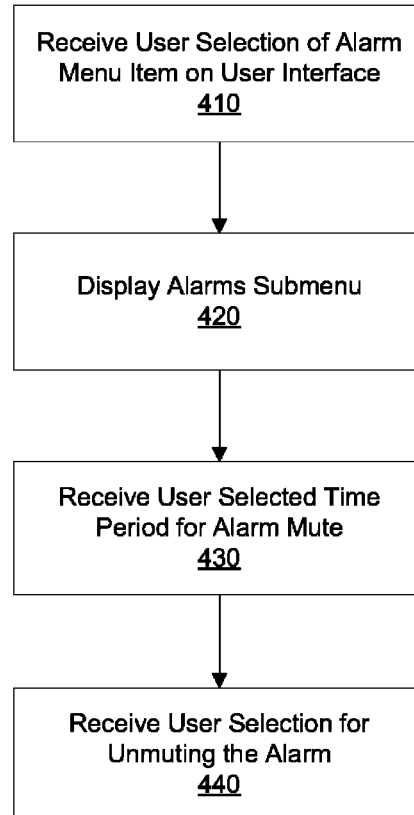 Receive User Selection of Alarm
Menu Item on User Interface
410
Display Alarms Submenu
420
Receive User Selected Time
Period for Alarm Mute
430
Receive User Selection for
Unmuting the Alarm
440